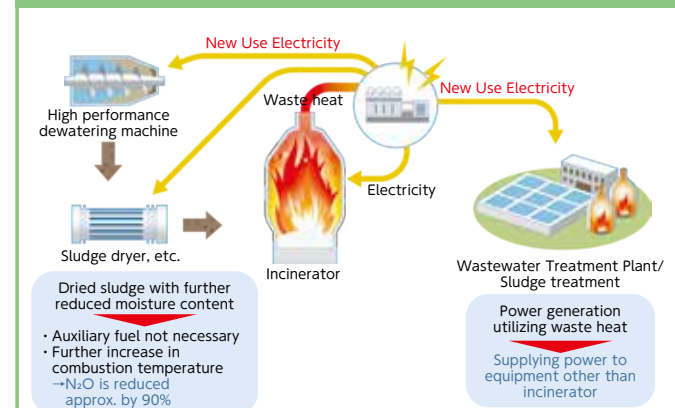 New Use Electricity
Waste heat
New Use Electricity
High performance
dewatering machine
Electricity
Sludge dryer, etc.
Incinerator
Wastewater Treatment Plant/
Sludge treatment
Dried sludge with further
reduced moisture content
・Auxiliary fuel not necessary
・Further increase in
combustion temperature
→N₂O is reduced
approx. by 90%
Power generation
utilizing waste heat
Supplying power to
equipment other than
incinerator